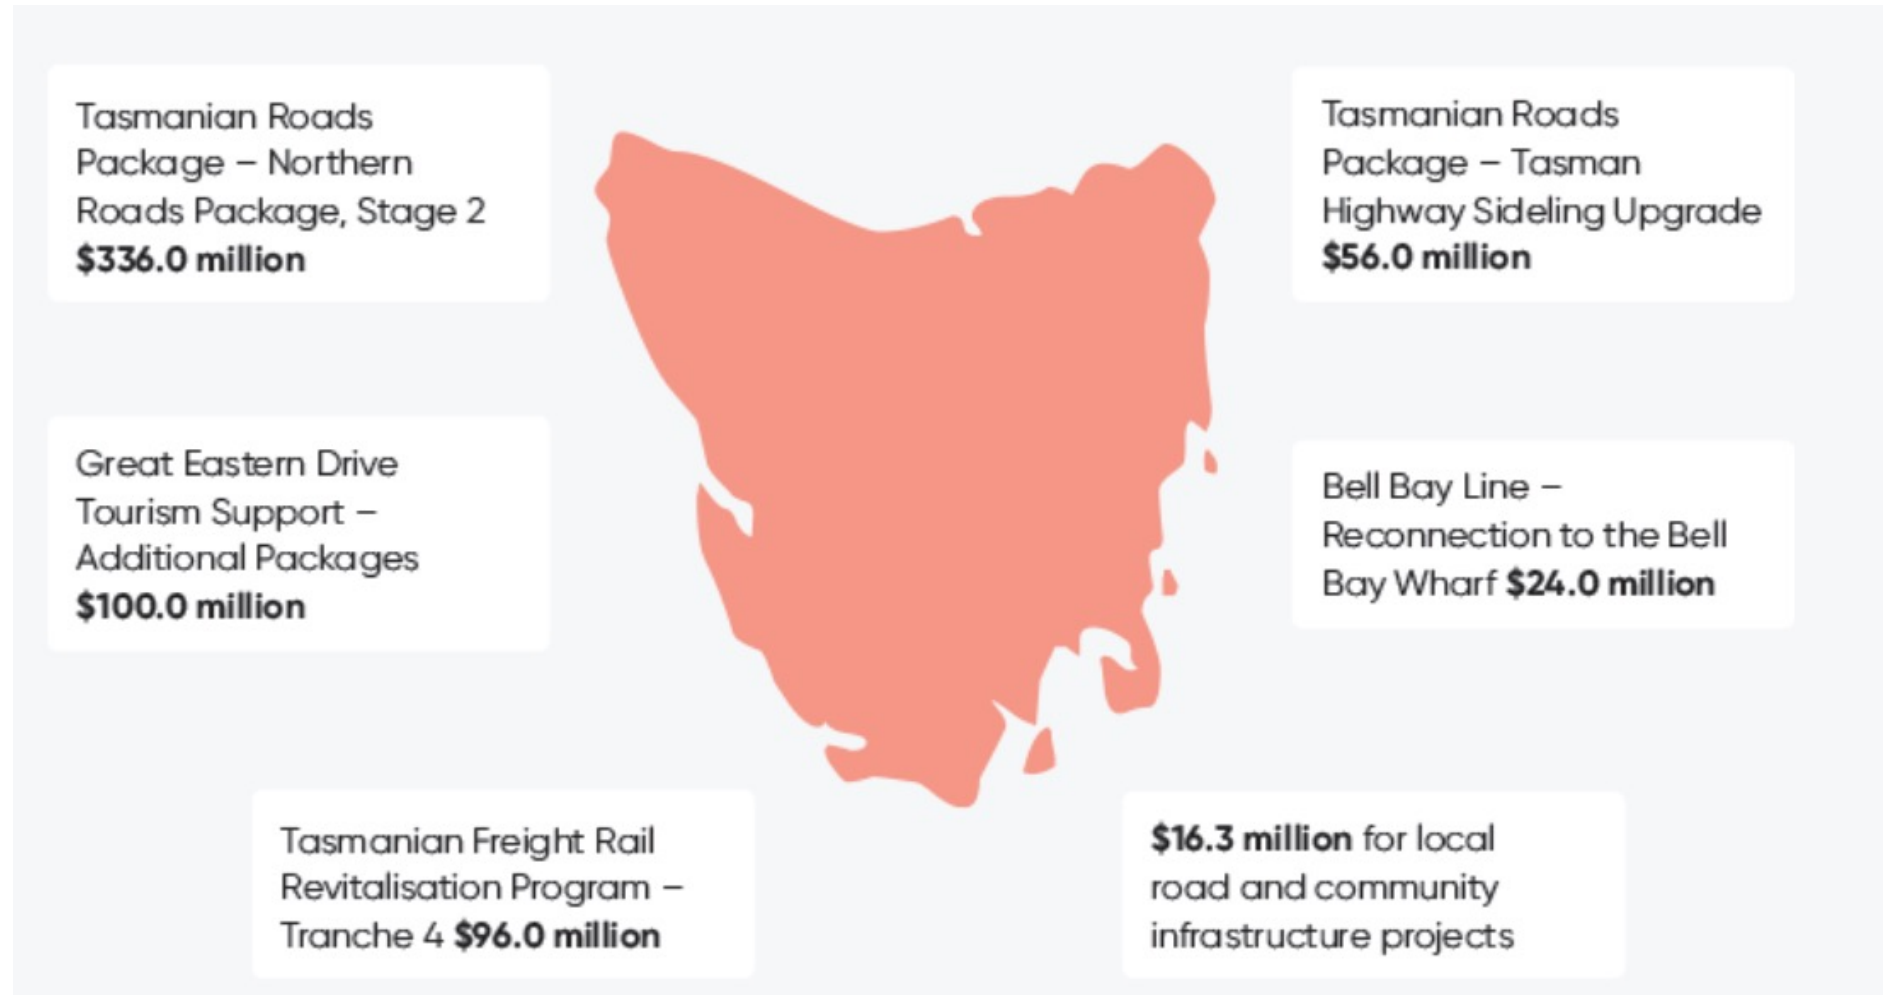 Tasmanian Roads
Package – Northern
Roads Package, Stage 2
$336.0 million
Tasmanian Roads
Package – Tasman
Highway Sideling Upgrade
$56.0 million
Great Eastern Drive
Tourism Support –
Additional Packages
$100.0 million
Bell Bay Line –
Reconnection to the Bell
Bay Wharf $24.0 million
Tasmanian Freight Rail
Revitalisation Program –
Tranche 4 $96.0 million
$16.3 million for local
road and community
infrastructure projects